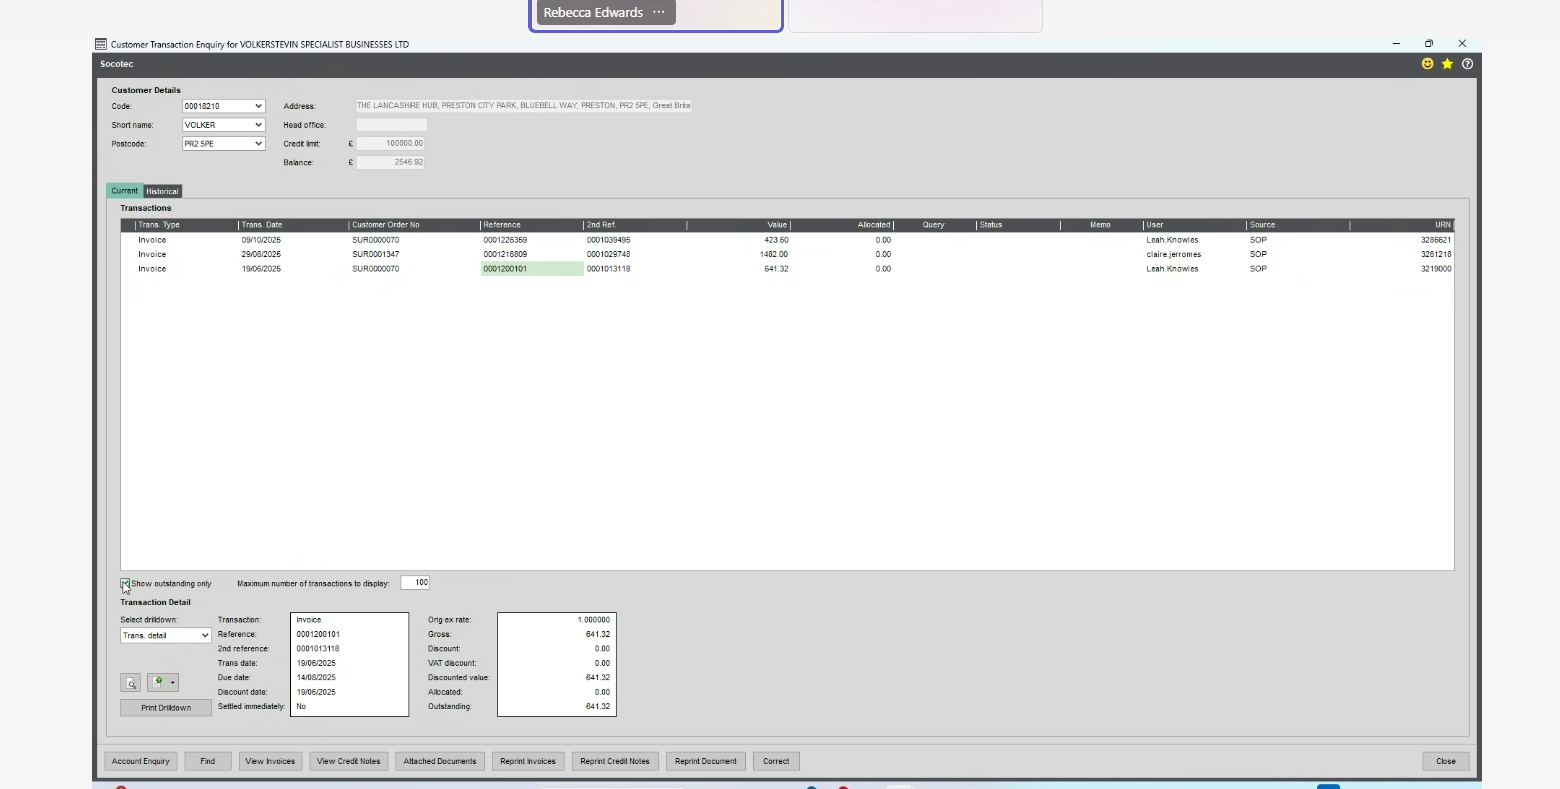 Rebecca Edwards ···
Customer Transaction Enquiry for VOLKERSTEVIN SPECIALIST BUSINESSES LTD
Socotec
Customer Details
Code: 00018210 Address: THE LANCASHIRE HUB, PRESTON CITY PARK, BLUEBELL WAY, PRESTON, PR2 5PE, Great Brita
Short name: VOLKER Head office:
Postcode: PR2 5PE Credit limit: £ 100000.00
Balance: £ 2546.92
Current Historical
Transactions
Trans. Type Trans. Date Customer Order No Reference 2nd Ref. Value Allocated Query Status Memo User Source URN
Invoice 09/10/2025 SUR0000070 0001226359 0001039495 423.60 0.00 Leah.Knowles SOP 3286621
Invoice 29/08/2025 SUR0001347 0001216809 0001029748 1482.00 0.00 claire.jerromes SOP 3261218
Invoice 19/06/2025 SUR0000070 0001200101 0001013118 641.32 0.00 Leah.Knowles SOP 3219000
Show outstanding only Maximum number of transactions to display: 100
Transaction Detail
Select drilldown: Transaction: Invoice Orig ex rate: 1.000000
Trans. detail Reference: 0001200101 Gross: 641.32
2nd reference: 0001013118 Discount: 0.00
Trans date: 19/06/2025 VAT discount: 0.00
Due date: 14/08/2025 Discounted value: 641.32
Discount date: 19/06/2025 Allocated: 0.00
Print Drilldown Settled immediately: No Outstanding: 641.32
Account Enquiry Find View Invoices View Credit Notes Attached Documents Reprint Invoices Reprint Credit Notes Reprint Document Correct Close